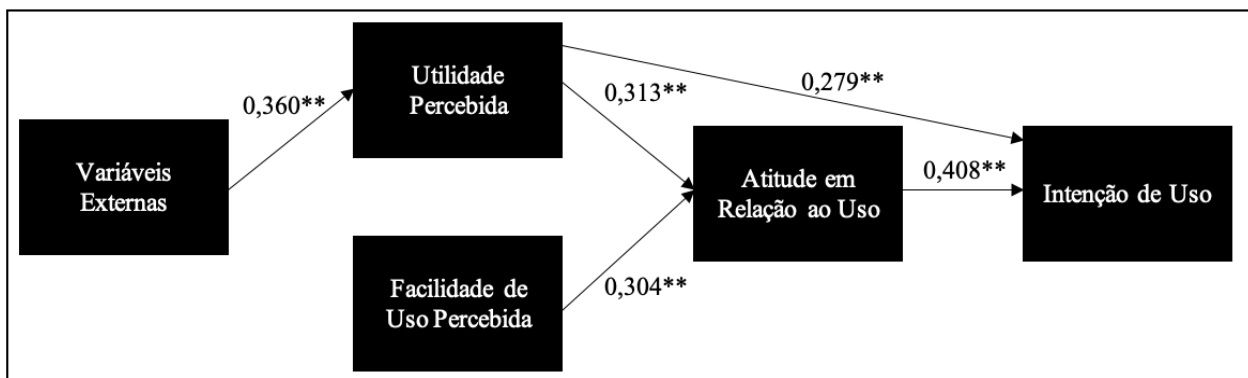 Utilidade
Percebida
0,279**
0,313**
0,360**
Variáveis
Externas
Atitude em
Relação ao Uso
0,408**
Intenção de Uso
Facilidade de
Uso Percebida
0,304**